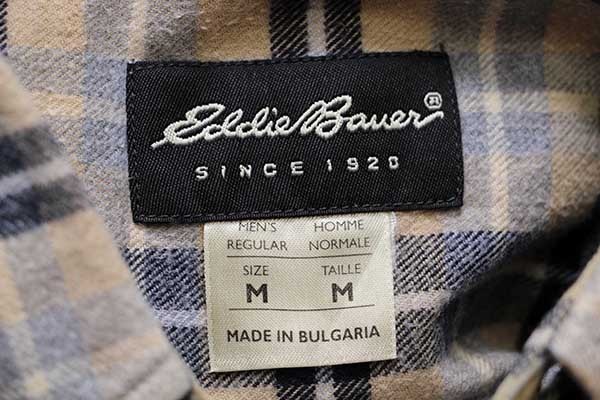 Eddie Bauer®
SINCE 1920
MEN'S HOMME
REGULAR NORMALE
SIZE TAILLE
M M
MADE IN BULGARIA